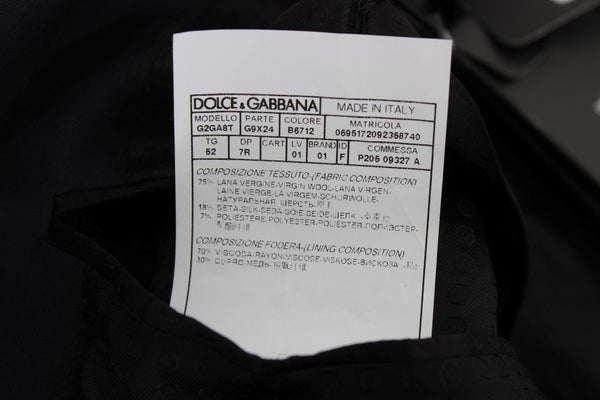 DOLCE & GABBANA MADE IN ITALY
MODELLO PARTE COLORE MATRICOLA
G2GA8T G9X24 B6712 0695172092368740
TG DP CART LV BRAND ID COMMESSA
52 7R 01 01 F P205 09327 A
COMPOSIZIONE TESSUTO-(FABRIC COMPOSITION)
75% LANA VERGINE-VIRGIN WOOL-LANA VIRGEN-
LAINE VIERGE-LÃ VIRGEM-SCHURWOLLE-
НАТУРАЛЬНАЯ ШЕРСТЬ-
18% SETA-SILK-SEDA-SOIE-SEIDE-ШЕЛК
7% POLIESTERE-POLYESTER-POLIESTER-ПОЛИЭСТЕР-
COMPOSIZIONE FODERA-(LINING COMPOSITION)
70% VISCOSA-RAYON-VISCOSE-VISKOSE-ВИСКОЗА
30% CUPRO-МЕДЬ-